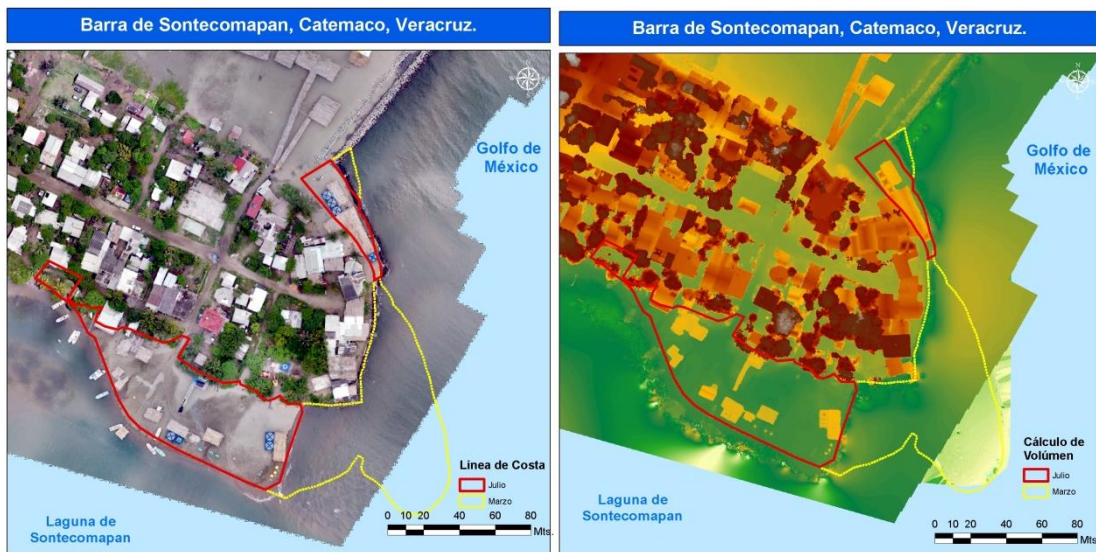 Barra de Sontecomapan, Catemaco, Veracruz.
N
Golfo de
México
Línea de Costa
Julio
Marzo
0 10 20 40 60 80
Mts.
Laguna de
Sontecomapan
Barra de Sontecomapan, Catemaco, Veracruz.
N
Golfo de
México
Cálculo de
Volúmen
Julio
Marzo
0 10 20 40 60 80
Mts
Laguna de
Sontecomapan